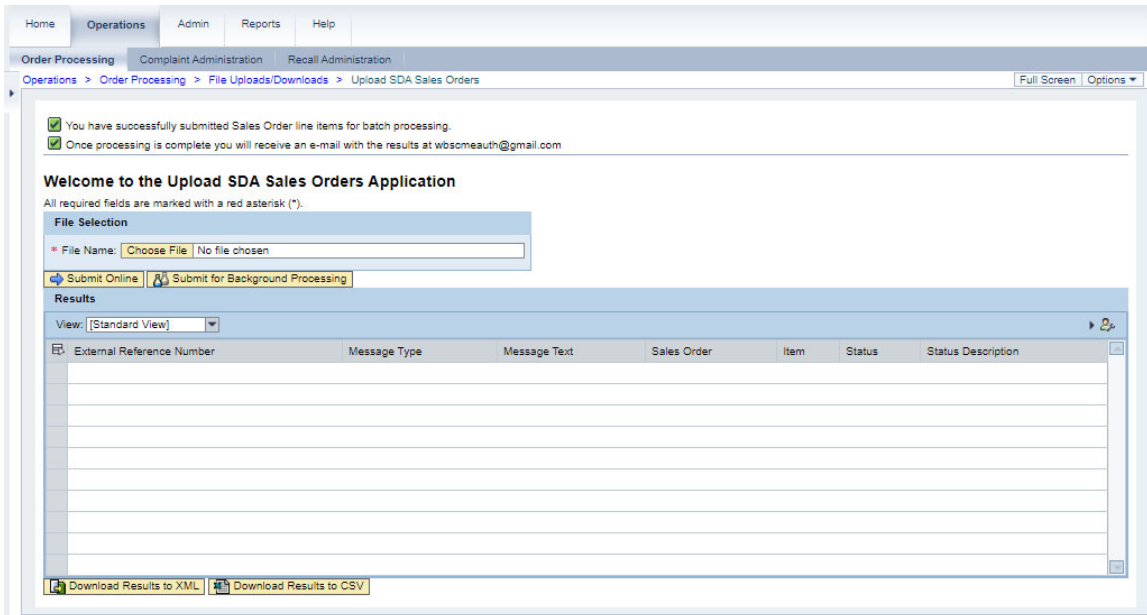 Home Operations Admin Reports Help
Order Processing Complaint Administration Recall Administration
Operations > Order Processing > File Uploads/Downloads > Upload SDA Sales Orders Full Screen Options
You have successfully submitted Sales Order line items for batch processing.
Once processing is complete you will receive an e-mail with the results at wbscmeauth@gmail.com
Welcome to the Upload SDA Sales Orders Application
All required fields are marked with a red asterisk (*).
File Selection
* File Name: Choose File No file chosen
Submit Online Submit for Background Processing
Results
View: [Standard View]
External Reference Number Message Type Message Text Sales Order Item Status Status Description
Download Results to XML Download Results to CSV